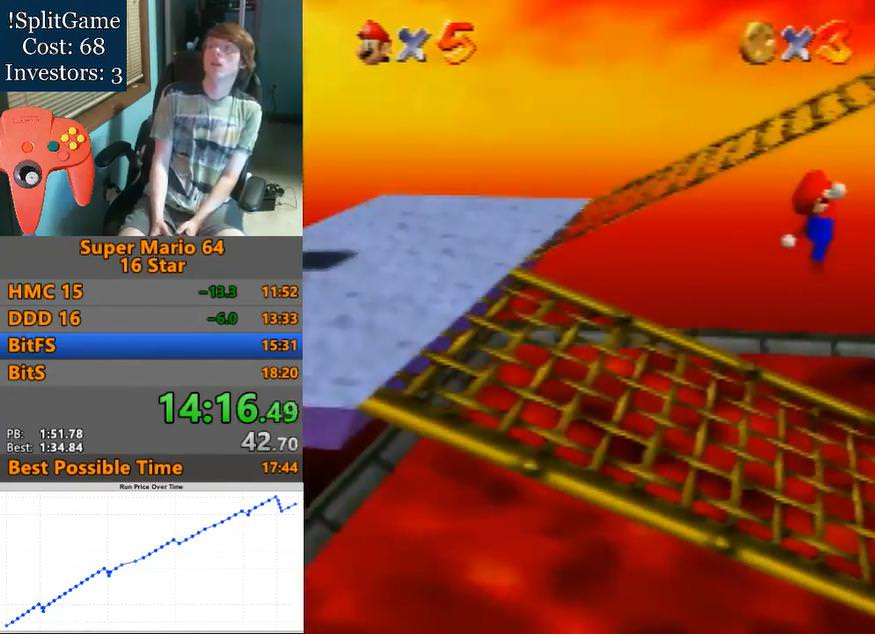 !SplitGame
Cost: 68
Investors: 3
x 5
x 3
Super Mario 64
16 Star
HMC 15 −13.3 11:52
DDD 16 −6.0 13:33
BitFS 15:31
BitS 18:20
14:16.49
PB: 1:51.78
Best: 1:34.84
42.70
Best Possible Time 17:44
Run Price Over Time